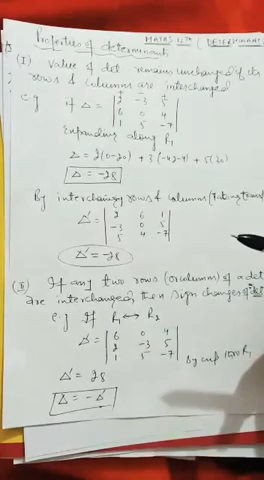 MATHS 12TH (DETERMINANT
Properties of determinants
(I) Value of det remains unchanged if its
rows & columns are interchanged
e.g if Δ = | 2 -3 5 |
| 6 0 4 |
| 1 5 -7 |
Expanding along R₁
Δ = 2(0-20) +3(-42-4) +5(30)
Δ = -28
By interchanging rows & columns (Taking
Δ' = | 2 6 1 |
| -3 0 5 |
| 5 4 -7 |
Δ' = -28
(II) If any two rows (or columns) of a det
are interchanged, then sign changes of
e.g If R₁ ↔ R₂
Δ' = | 6 0 4 |
| 2 -3 5 |
| 1 5 -7 |
Δ' = 28
Δ = -Δ'